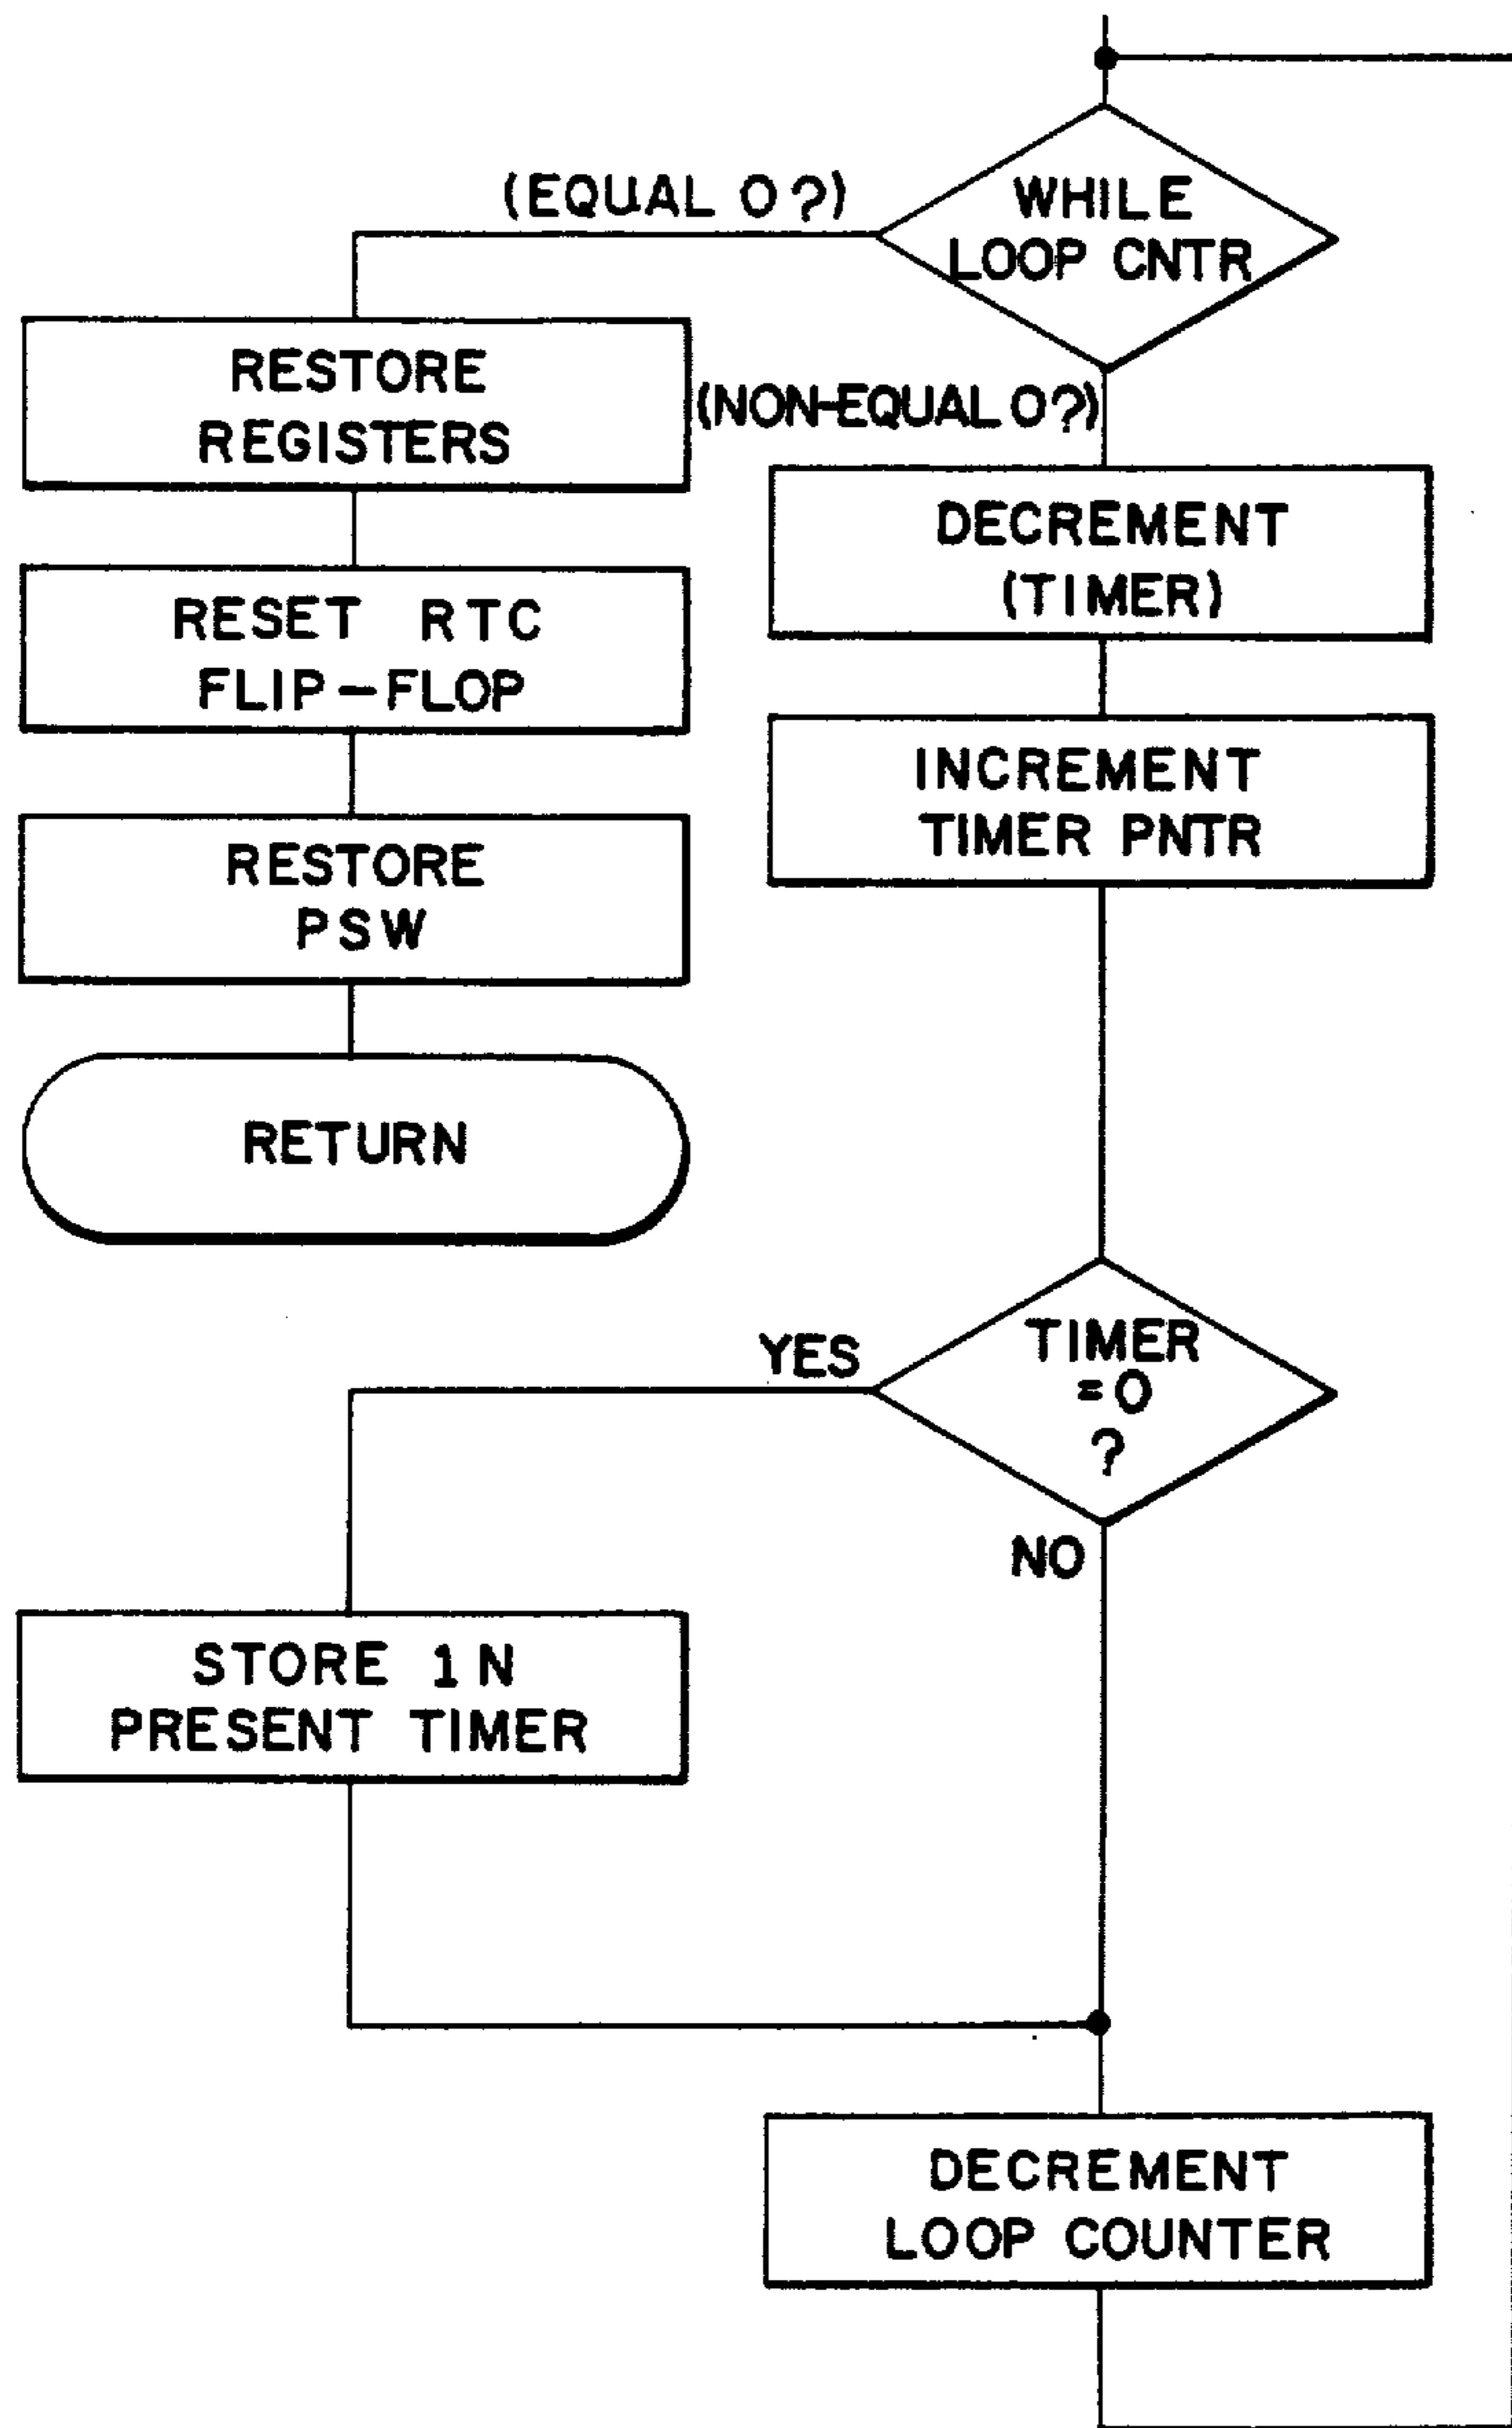 WHILE
LOOP CNTR
(EQUAL 0?)
(NON-EQUAL 0?)
RESTORE
REGISTERS
RESET RTC
FLIP-FLOP
RESTORE
PSW
RETURN
DECREMENT
(TIMER)
INCREMENT
TIMER PNTR
TIMER
=0
?
YES
NO
STORE 1 N
PRESENT TIMER
DECREMENT
LOOP COUNTER